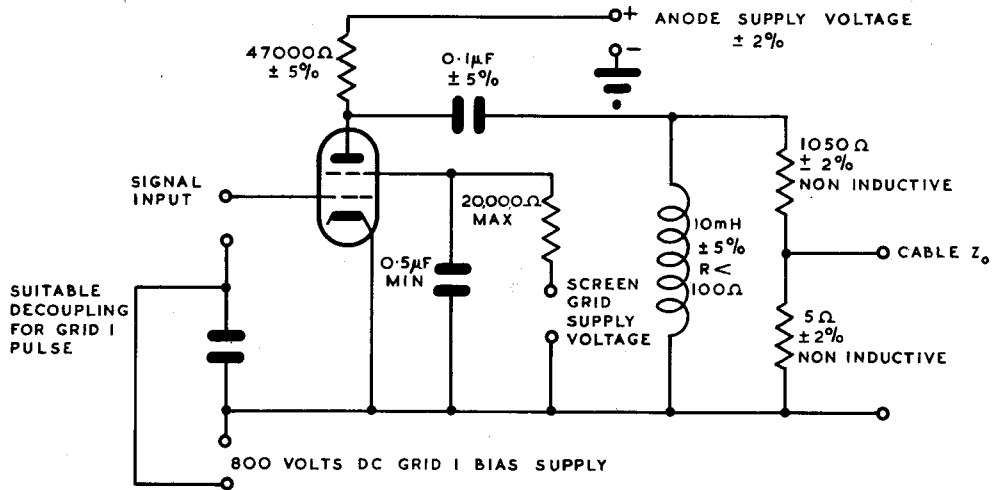 + ANODE SUPPLY VOLTAGE
± 2%
−
47000Ω
± 5%
0·1µF
± 5%
1050Ω
± 2%
NON INDUCTIVE
SIGNAL
INPUT
20,000Ω
MAX
10mH
± 5%
R <
100Ω
0·5µF
MIN
CABLE Z₀
SUITABLE
DECOUPLING
FOR GRID I
PULSE
SCREEN
GRID
SUPPLY
VOLTAGE
5Ω
± 2%
NON INDUCTIVE
800 VOLTS DC GRID I BIAS SUPPLY